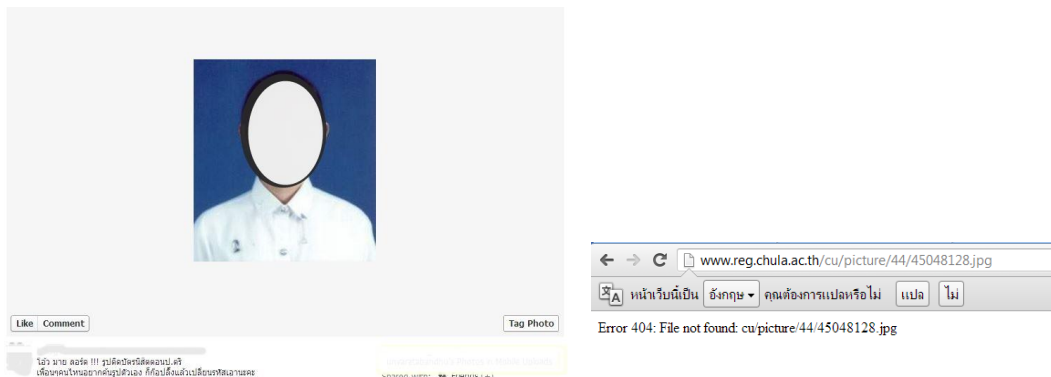 Like Comment
Tag Photo
โอ้ว มาย ลอร์ด !!! รูปติดบัตรนิสิตตอนป.ตรี
เพื่อนๆคนไหนอยากค้นรูปตัวเอง ก็ก๊อปลิ้งแล้วเปลี่ยนรหัสเอานะคะ
www.reg.chula.ac.th/cu/picture/44/45048128.jpg
หน้าเว็บนี้เป็น อังกฤษ คุณต้องการแปลหรือไม่ แปล ไม่
Error 404: File not found: cu/picture/44/45048128.jpg